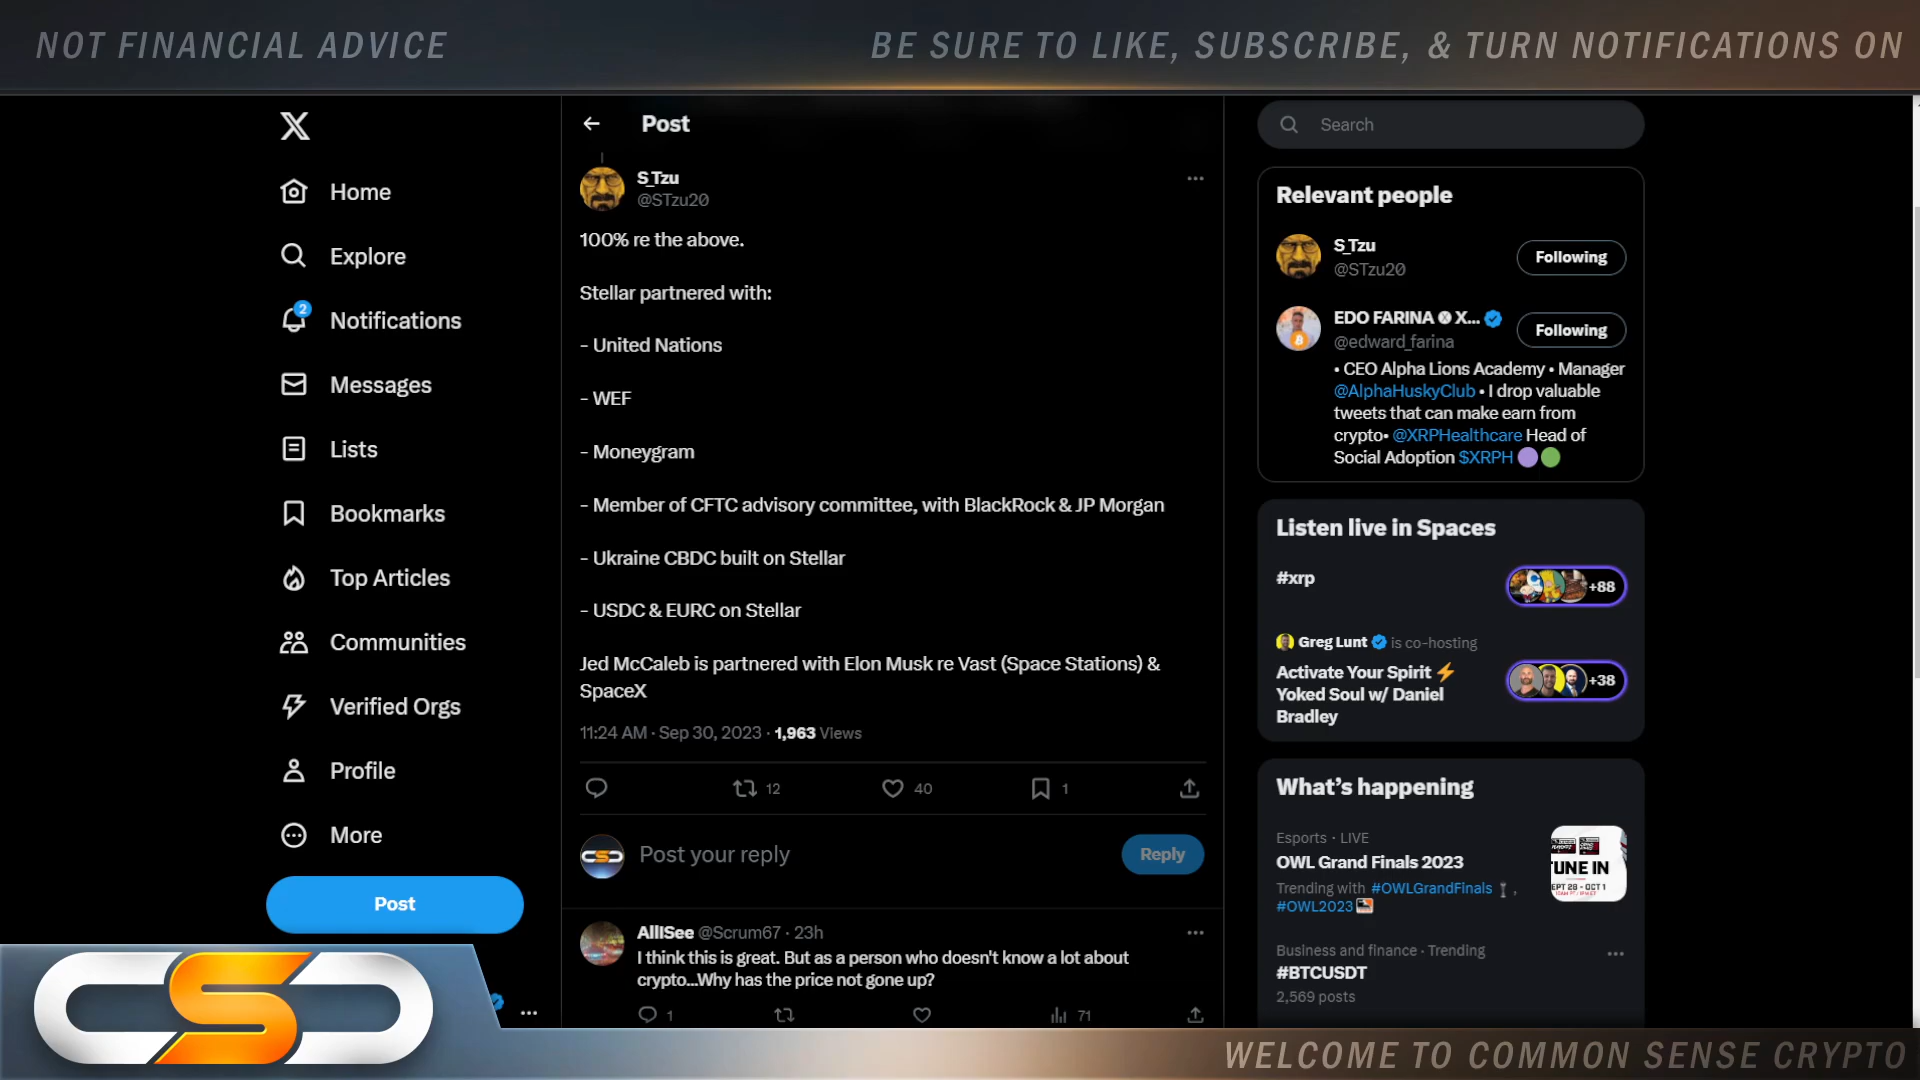 NOT FINANCIAL ADVICE
BE SURE TO LIKE, SUBSCRIBE, & TURN NOTIFICATIONS ON
Home
Explore
2
Notifications
Messages
Lists
Bookmarks
Top Articles
Communities
Verified Orgs
Profile
More
Post
Post
S_Tzu
@STzu20
100% re the above.
Stellar partnered with:
- United Nations
- WEF
- Moneygram
- Member of CFTC advisory committee, with BlackRock & JP Morgan
- Ukraine CBDC built on Stellar
- USDC & EURC on Stellar
Jed McCaleb is partnered with Elon Musk re Vast (Space Stations) &
SpaceX
11:24 AM · Sep 30, 2023 · 1,963 Views
12
40
1
Post your reply
Reply
AllISee @Scrum67 · 23h
I think this is great. But as a person who doesn't know a lot about
crypto...Why has the price not gone up?
1
71
Search
Relevant people
S_Tzu
@STzu20
Following
EDO FARINA X...
@edward_farina
Following
• CEO Alpha Lions Academy • Manager
@AlphaHuskyClub • I drop valuable
tweets that can make earn from
crypto• @XRPHealthcare Head of
Social Adoption $XRPH
Listen live in Spaces
#xrp
+88
Greg Lunt is co-hosting
Activate Your Spirit ⚡
Yoked Soul w/ Daniel
Bradley
+38
What's happening
Esports · LIVE
OWL Grand Finals 2023
Trending with #OWLGrandFinals ,
#OWL2023
TUNE IN
SEPT 28 - OCT 1
Business and finance · Trending
#BTCUSDT
2,569 posts
CSC
WELCOME TO COMMON SENSE CRYPTO